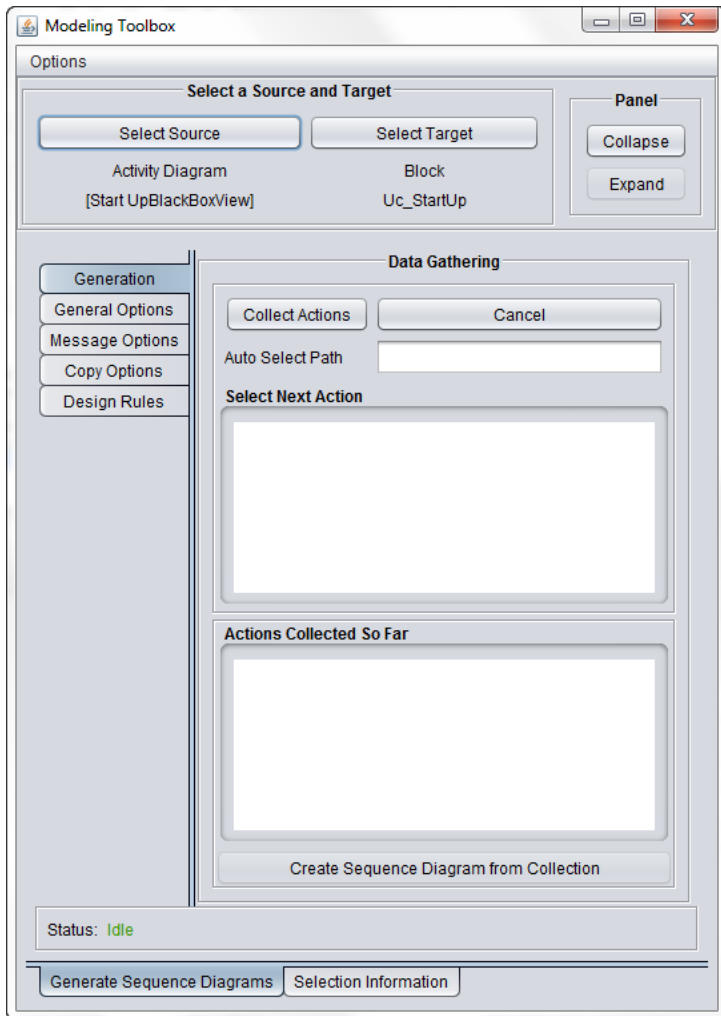 Modeling Toolbox
Options
Select a Source and Target
Select Source
Select Target
Activity Diagram
Block
[Start UpBlackBoxView]
Uc_StartUp
Panel
Collapse
Expand
Generation
General Options
Message Options
Copy Options
Design Rules
Data Gathering
Collect Actions
Cancel
Auto Select Path
Select Next Action
Actions Collected So Far
Create Sequence Diagram from Collection
Status: Idle
Generate Sequence Diagrams
Selection Information